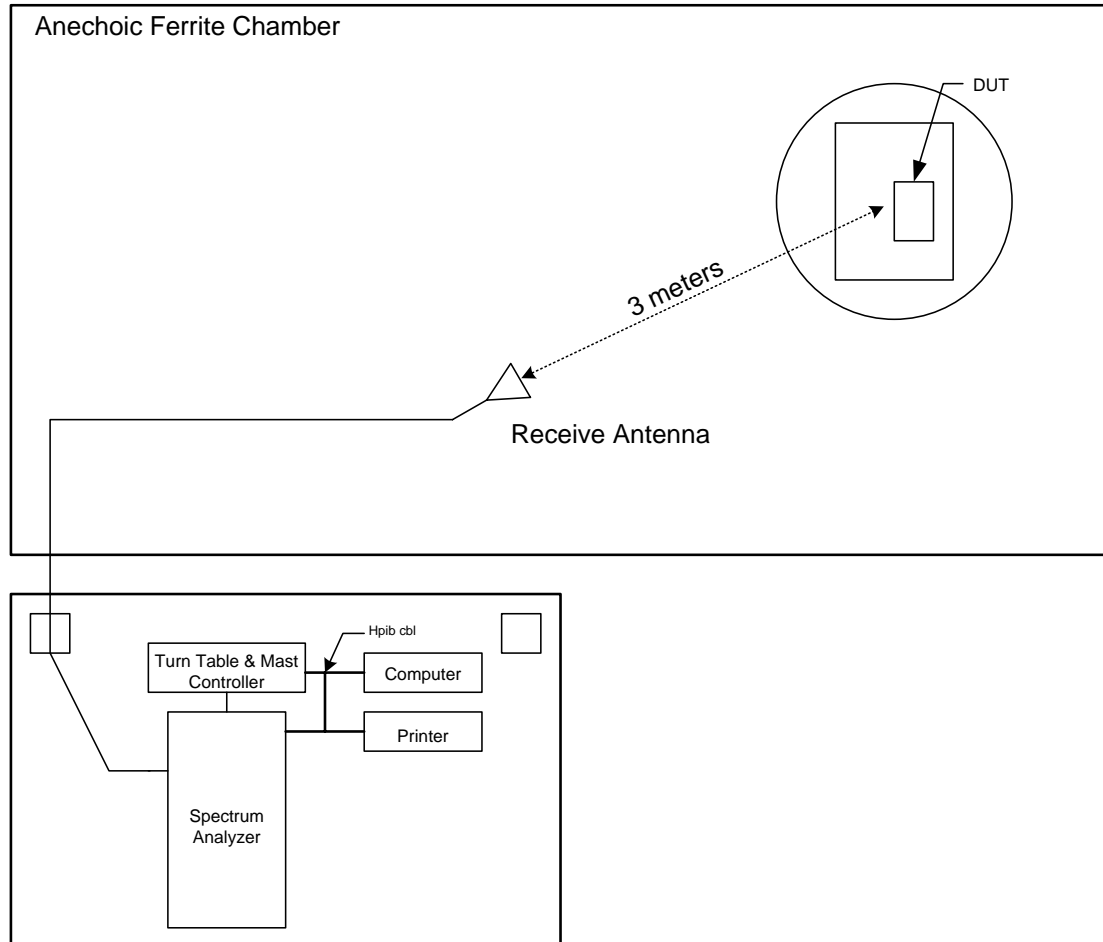 Anechoic Ferrite Chamber
DUT
3 meters
Receive Antenna
Hpib cbl
Turn Table & Mast
Controller
Computer
Printer
Spectrum
Analyzer